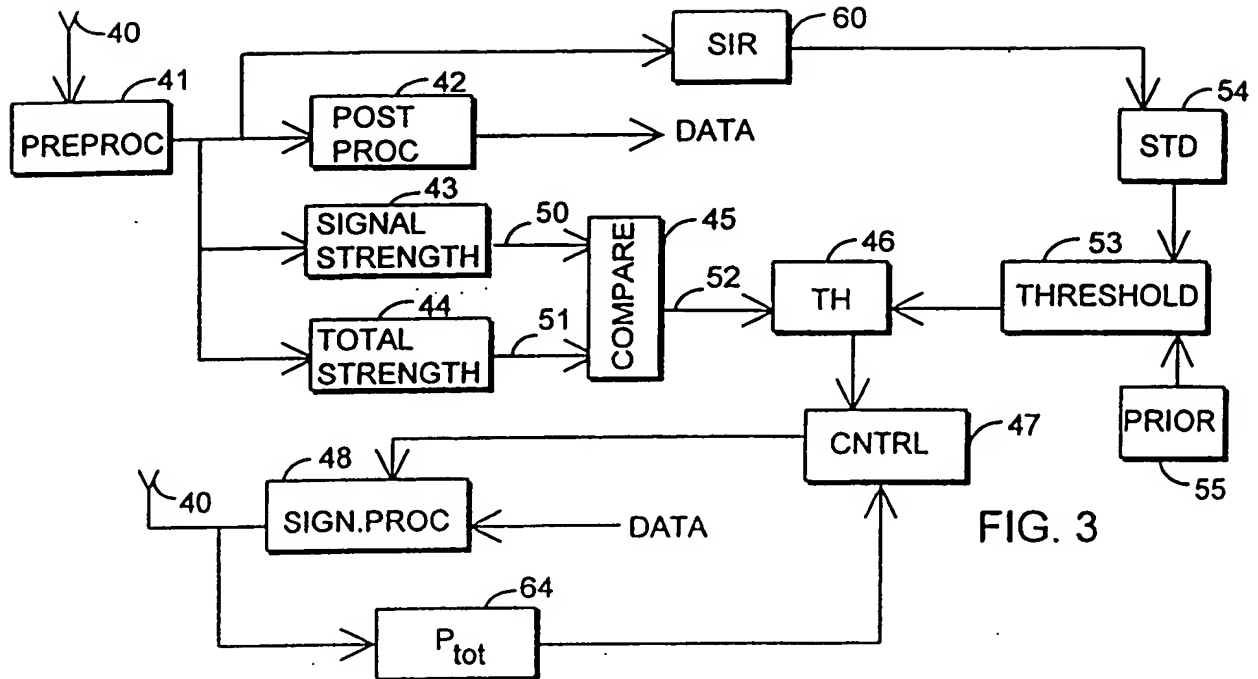 40
60
SIR
41
PREPROC
42
POST
PROC
DATA
54
STD
43
SIGNAL
STRENGTH
50
45
COMPARE
52
46
TH
53
THRESHOLD
44
TOTAL
STRENGTH
51
CNTRL
47
PRIOR
55
48
40
SIGN.PROC
DATA
FIG. 3
64
Ptot